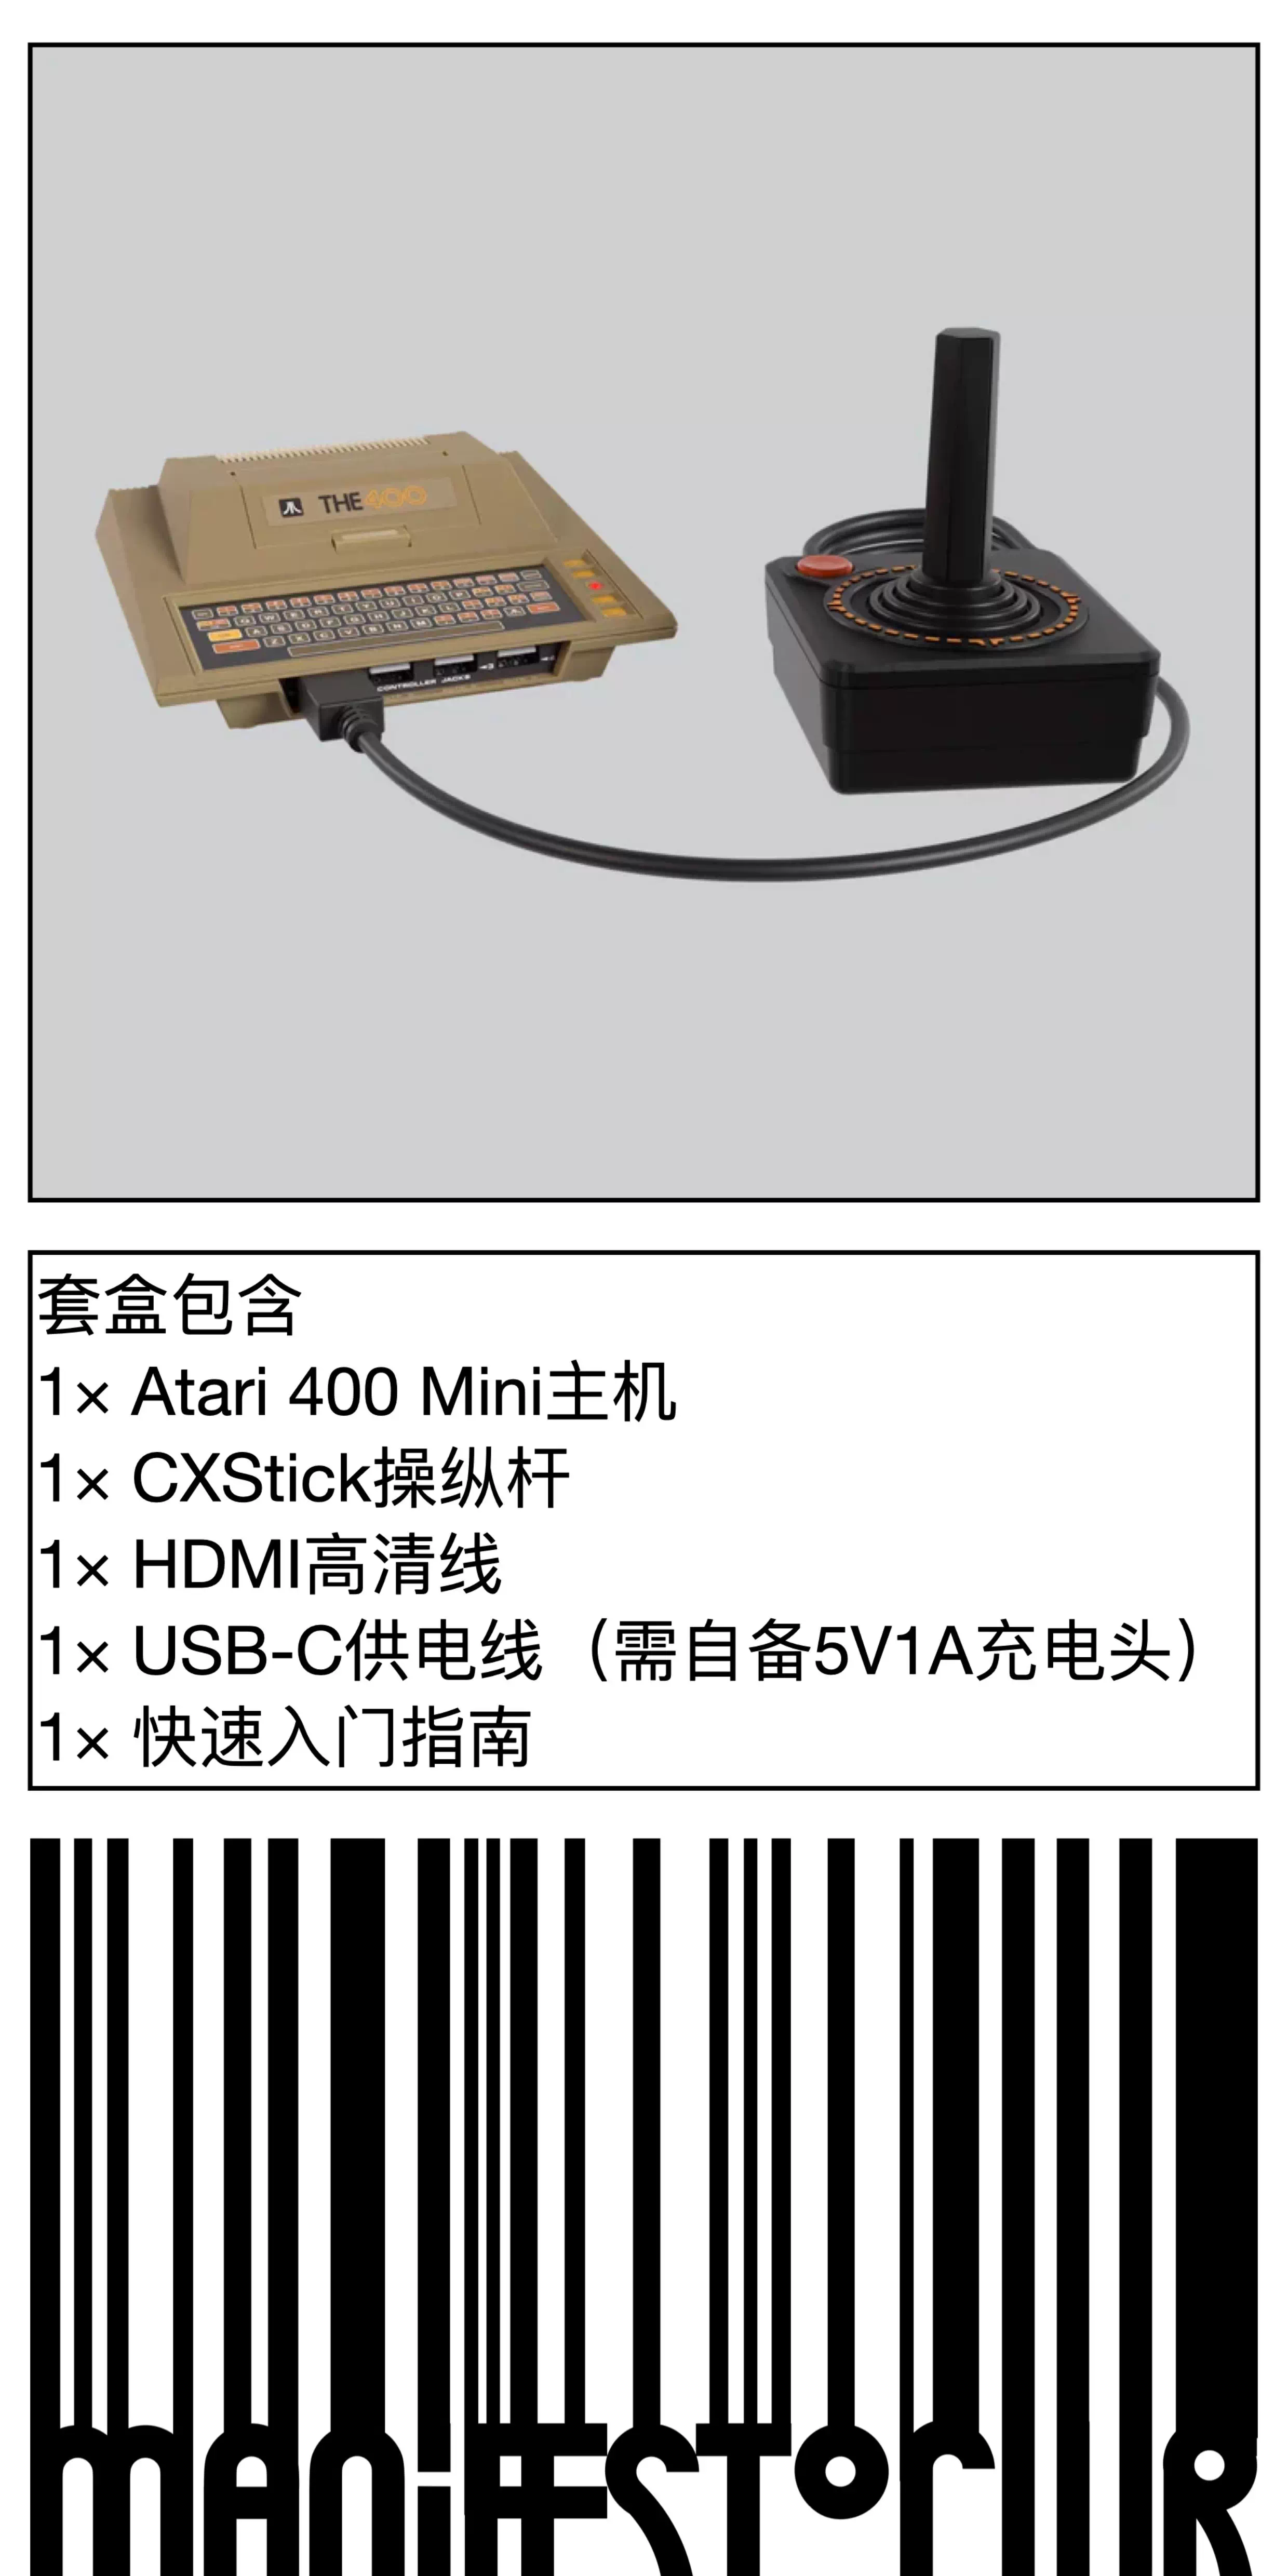 THE400
CONTROLLER JACKS
套盒包含
1× Atari 400 Mini主机
1× CXStick操纵杆
1× HDMI高清线
1× USB-C供电线（需自备5V1A充电头）
1× 快速入门指南